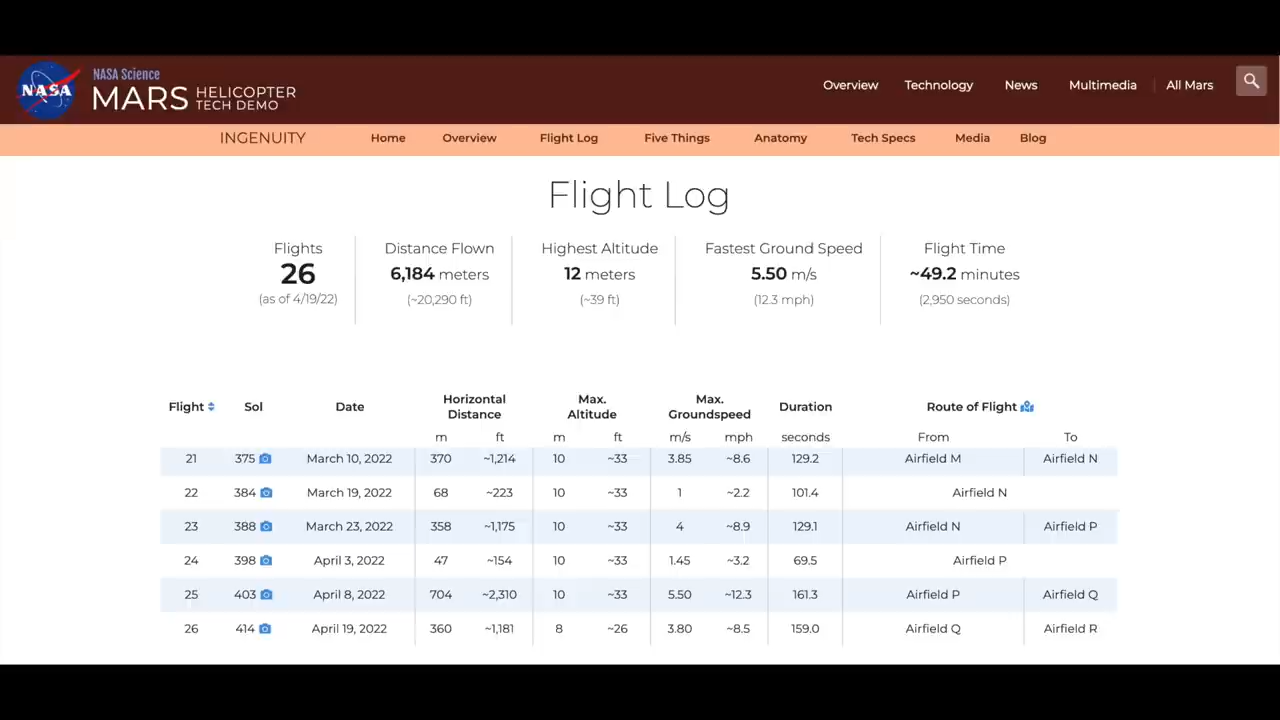 NASA
NASA Science
MARS HELICOPTER TECH DEMO
Overview Technology News Multimedia All Mars
INGENUITY Home Overview Flight Log Five Things Anatomy Tech Specs Media Blog
Flight Log
Flights Distance Flown Highest Altitude Fastest Ground Speed Flight Time
26 6,184 meters 12 meters 5.50 m/s ~49.2 minutes
(as of 4/19/22) (~20,290 ft) (~39 ft) (12.3 mph) (2,950 seconds)
Flight Sol Date Horizontal Distance Max. Altitude Max. Groundspeed Duration Route of Flight
m ft m ft m/s mph seconds From To
21 375 March 10, 2022 370 ~1,214 10 ~33 3.85 ~8.6 129.2 Airfield M Airfield N
22 384 March 19, 2022 68 ~223 10 ~33 1 ~2.2 101.4 Airfield N
23 388 March 23, 2022 358 ~1,175 10 ~33 4 ~8.9 129.1 Airfield N Airfield P
24 398 April 3, 2022 47 ~154 10 ~33 1.45 ~3.2 69.5 Airfield P
25 403 April 8, 2022 704 ~2,310 10 ~33 5.50 ~12.3 161.3 Airfield P Airfield Q
26 414 April 19, 2022 360 ~1,181 8 ~26 3.80 ~8.5 159.0 Airfield Q Airfield R